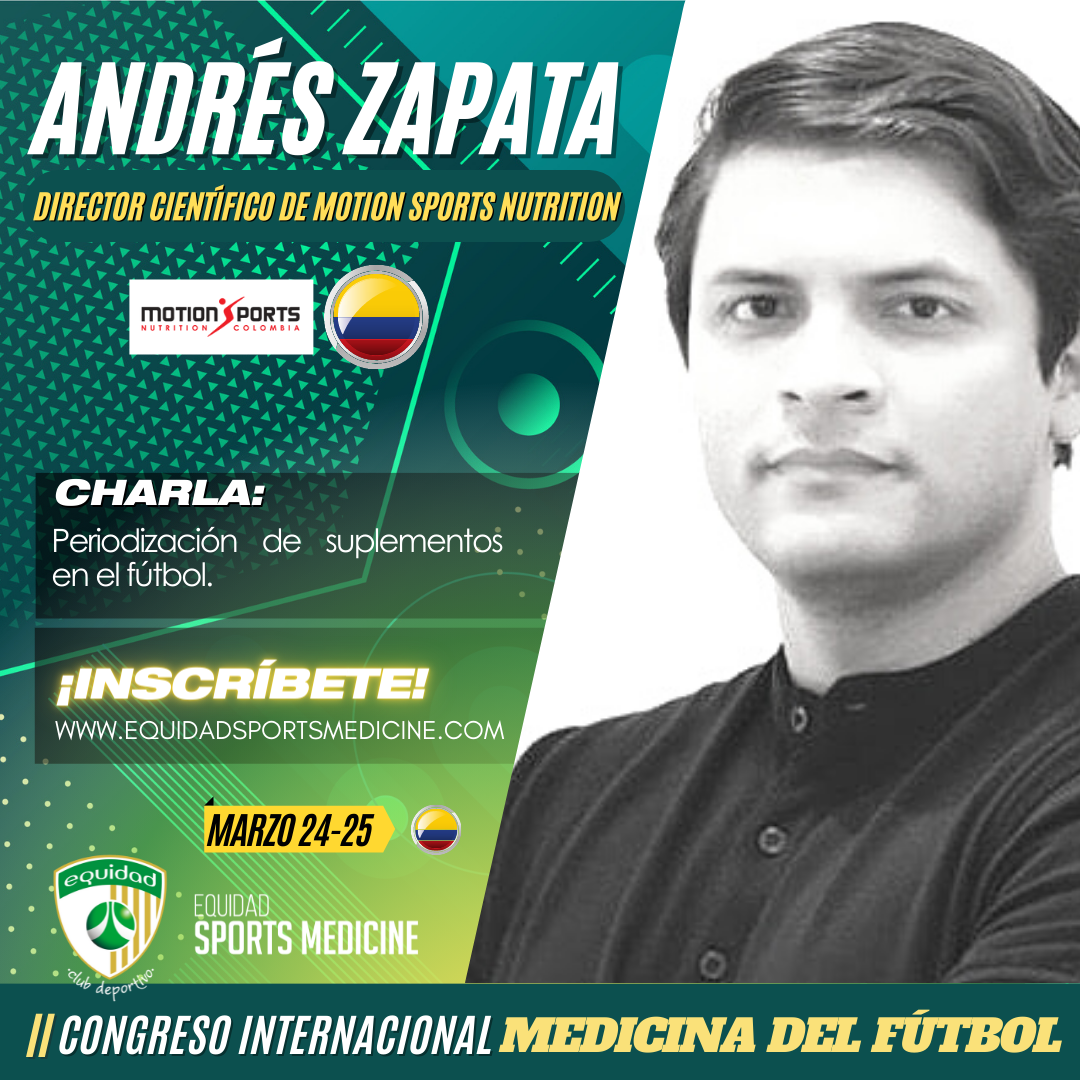 ANDRÉS ZAPATA
DIRECTOR CIENTÍFICO DE MOTION SPORTS NUTRITION
MOTION SPORTS
NUTRITION COLOMBIA
CHARLA:
Periodización de suplementos
en el fútbol.
¡INSCRÍBETE!
WWW.EQUIDADSPORTSMEDICINE.COM
MARZO 24-25
equidad
club deportivo
EQUIDAD
SPORTS MEDICINE
II CONGRESO INTERNACIONAL MEDICINA DEL FÚTBOL